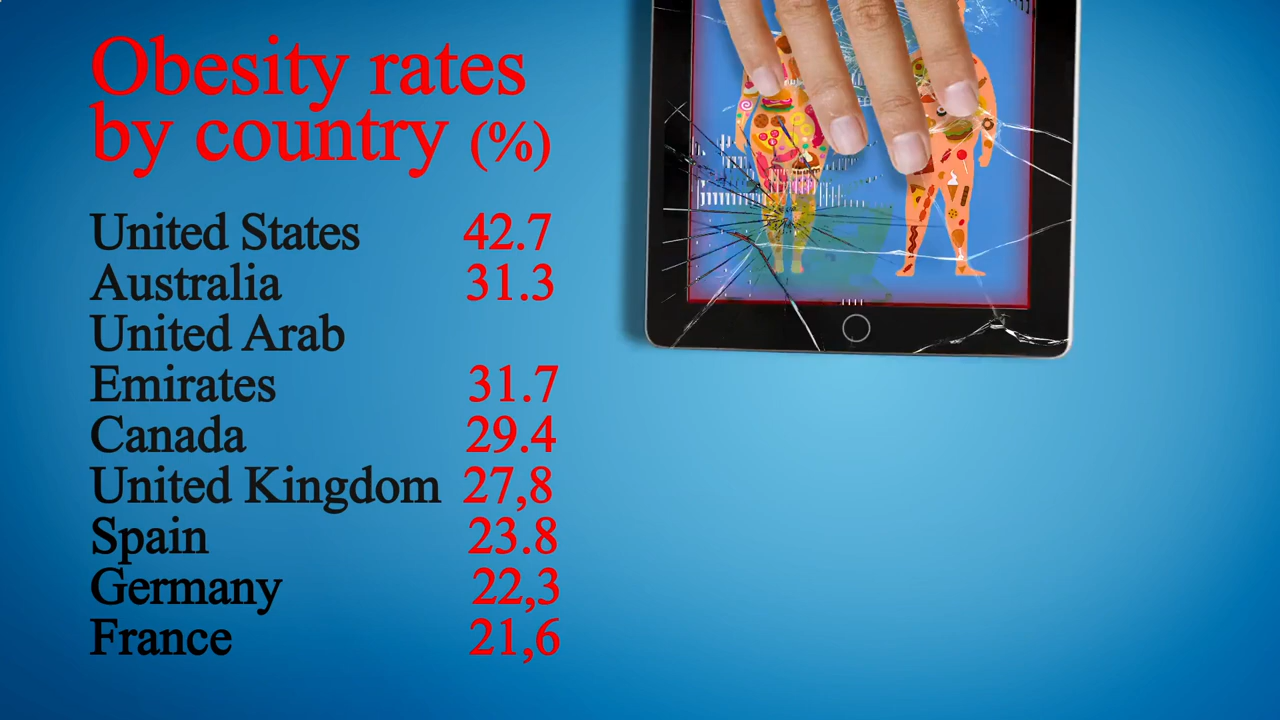 Obesity rates
by country (%)
United States 42.7
Australia 31.3
United Arab
Emirates 31.7
Canada 29.4
United Kingdom 27,8
Spain 23.8
Germany 22,3
France 21,6